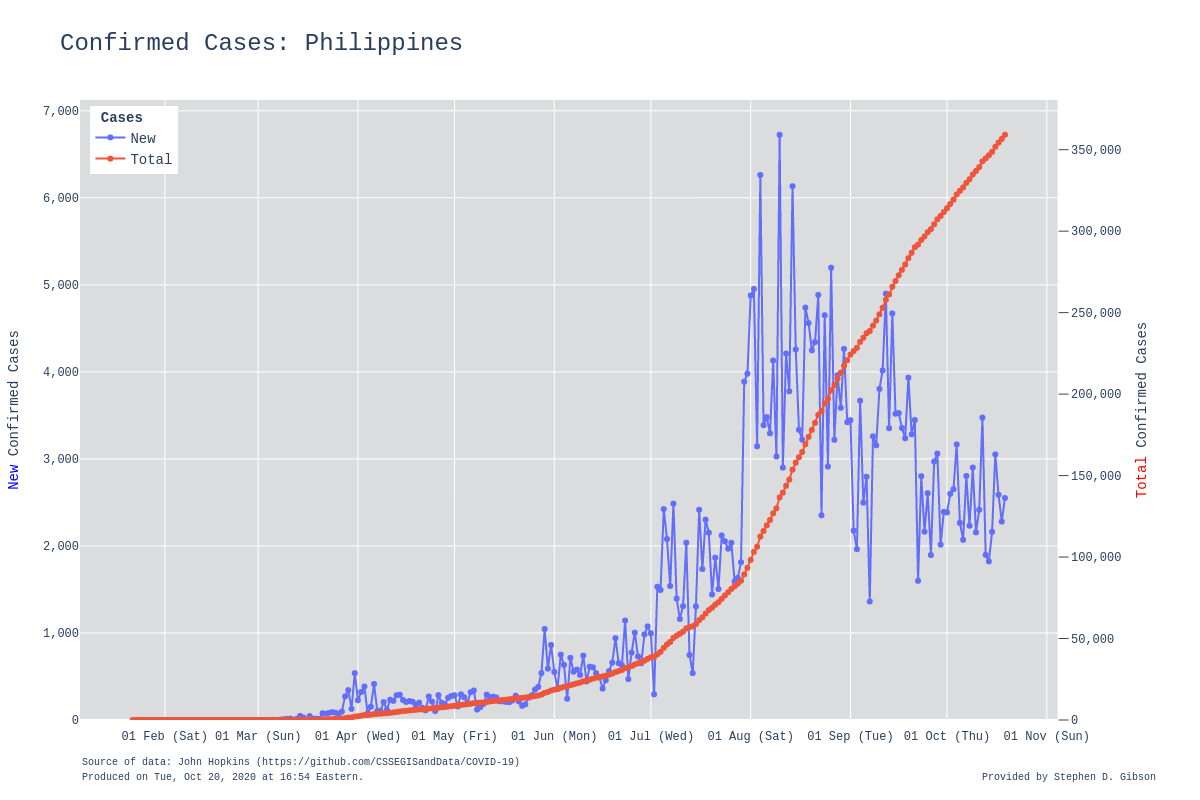 Confirmed Cases: Philippines
Cases
New
Total
7,000
6,000
5,000
4,000
3,000
2,000
1,000
0
New Confirmed Cases
350,000
300,000
250,000
200,000
150,000
100,000
50,000
0
Total Confirmed Cases
01 Feb (Sat) 01 Mar (Sun) 01 Apr (Wed) 01 May (Fri) 01 Jun (Mon) 01 Jul (Wed) 01 Aug (Sat) 01 Sep (Tue) 01 Oct (Thu) 01 Nov (Sun)
Source of data: John Hopkins (https://github.com/CSSEGISandData/COVID-19)
Produced on Tue, Oct 20, 2020 at 16:54 Eastern.
Provided by Stephen D. Gibson